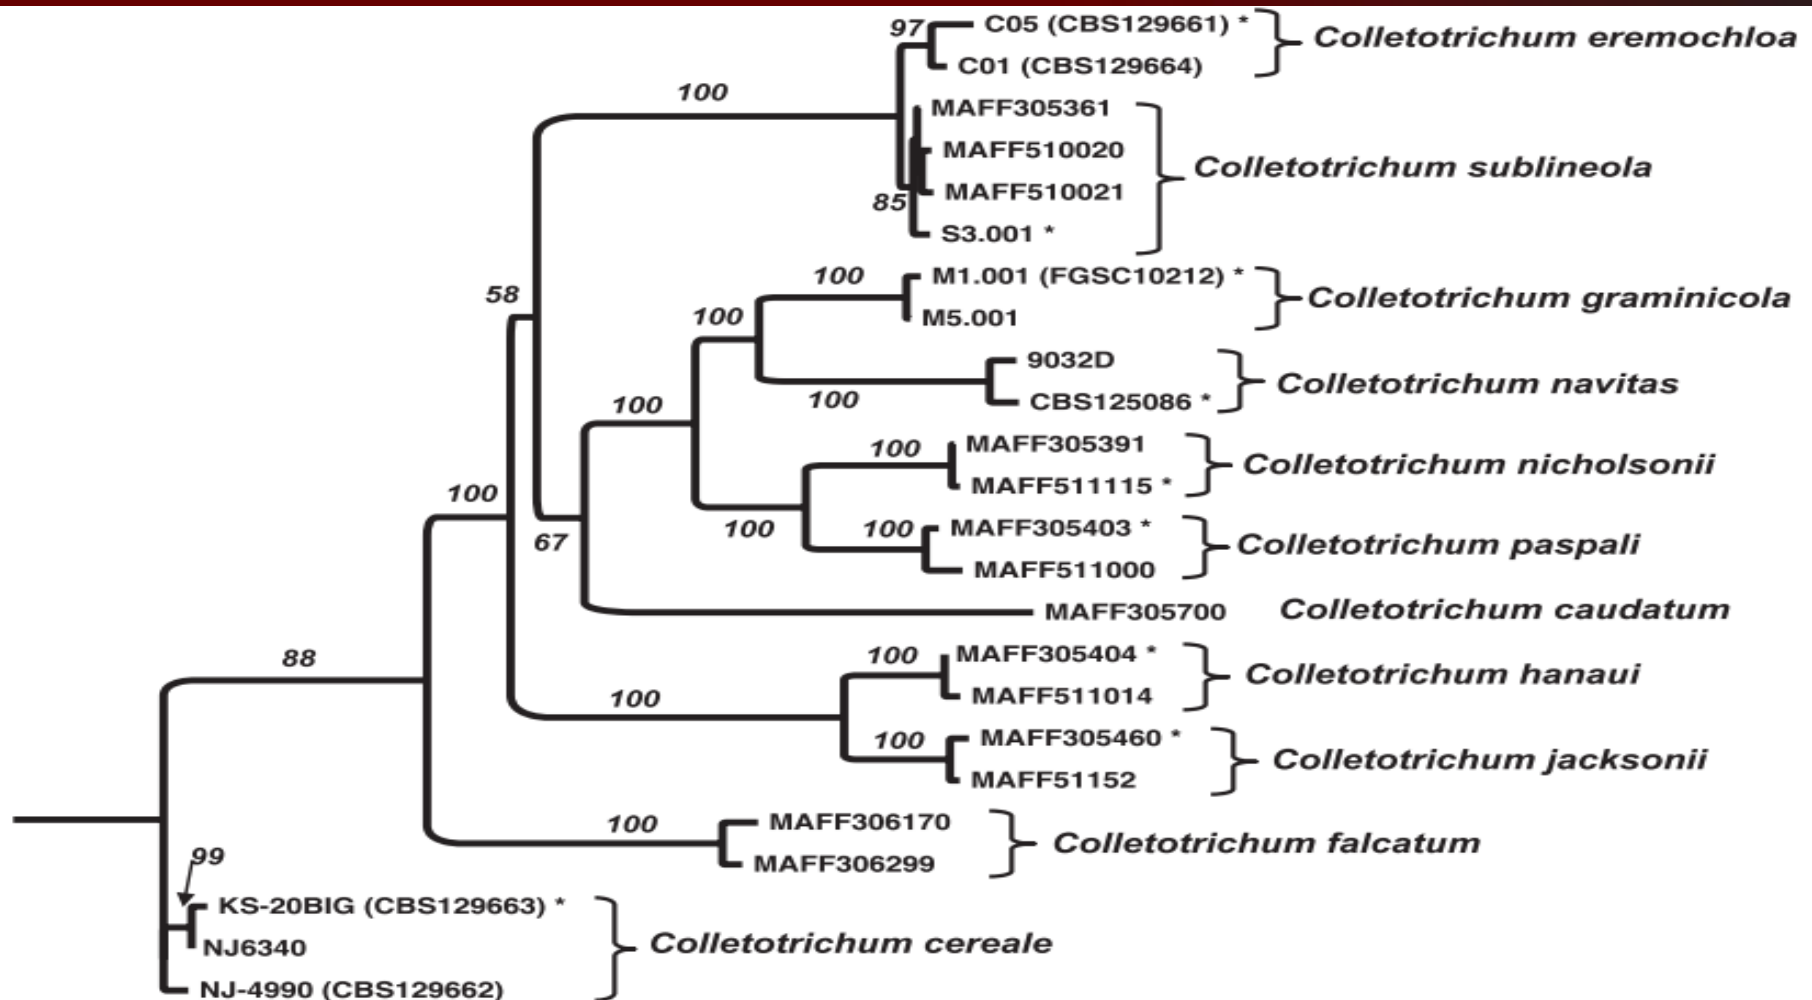 97
C05 (CBS129661) *
Colletotrichum eremochloa
C01 (CBS129664)
100
MAFF305361
MAFF510020
Colletotrichum sublineola
MAFF510021
85
S3.001 *
100
M1.001 (FGSC10212) *
58
Colletotrichum graminicola
100
M5.001
9032D
Colletotrichum navitas
100
100
CBS125086 *
100
MAFF305391
Colletotrichum nicholsonii
100
MAFF511115 *
100
100
MAFF305403 *
67
Colletotrichum paspali
MAFF511000
MAFF305700
Colletotrichum caudatum
88
100
MAFF305404 *
Colletotrichum hanaui
100
MAFF511014
100
MAFF305460 *
Colletotrichum jacksonii
MAFF51152
100
MAFF306170
Colletotrichum falcatum
99
MAFF306299
KS-20BIG (CBS129663) *
NJ6340
Colletotrichum cereale
NJ-4990 (CBS129662)